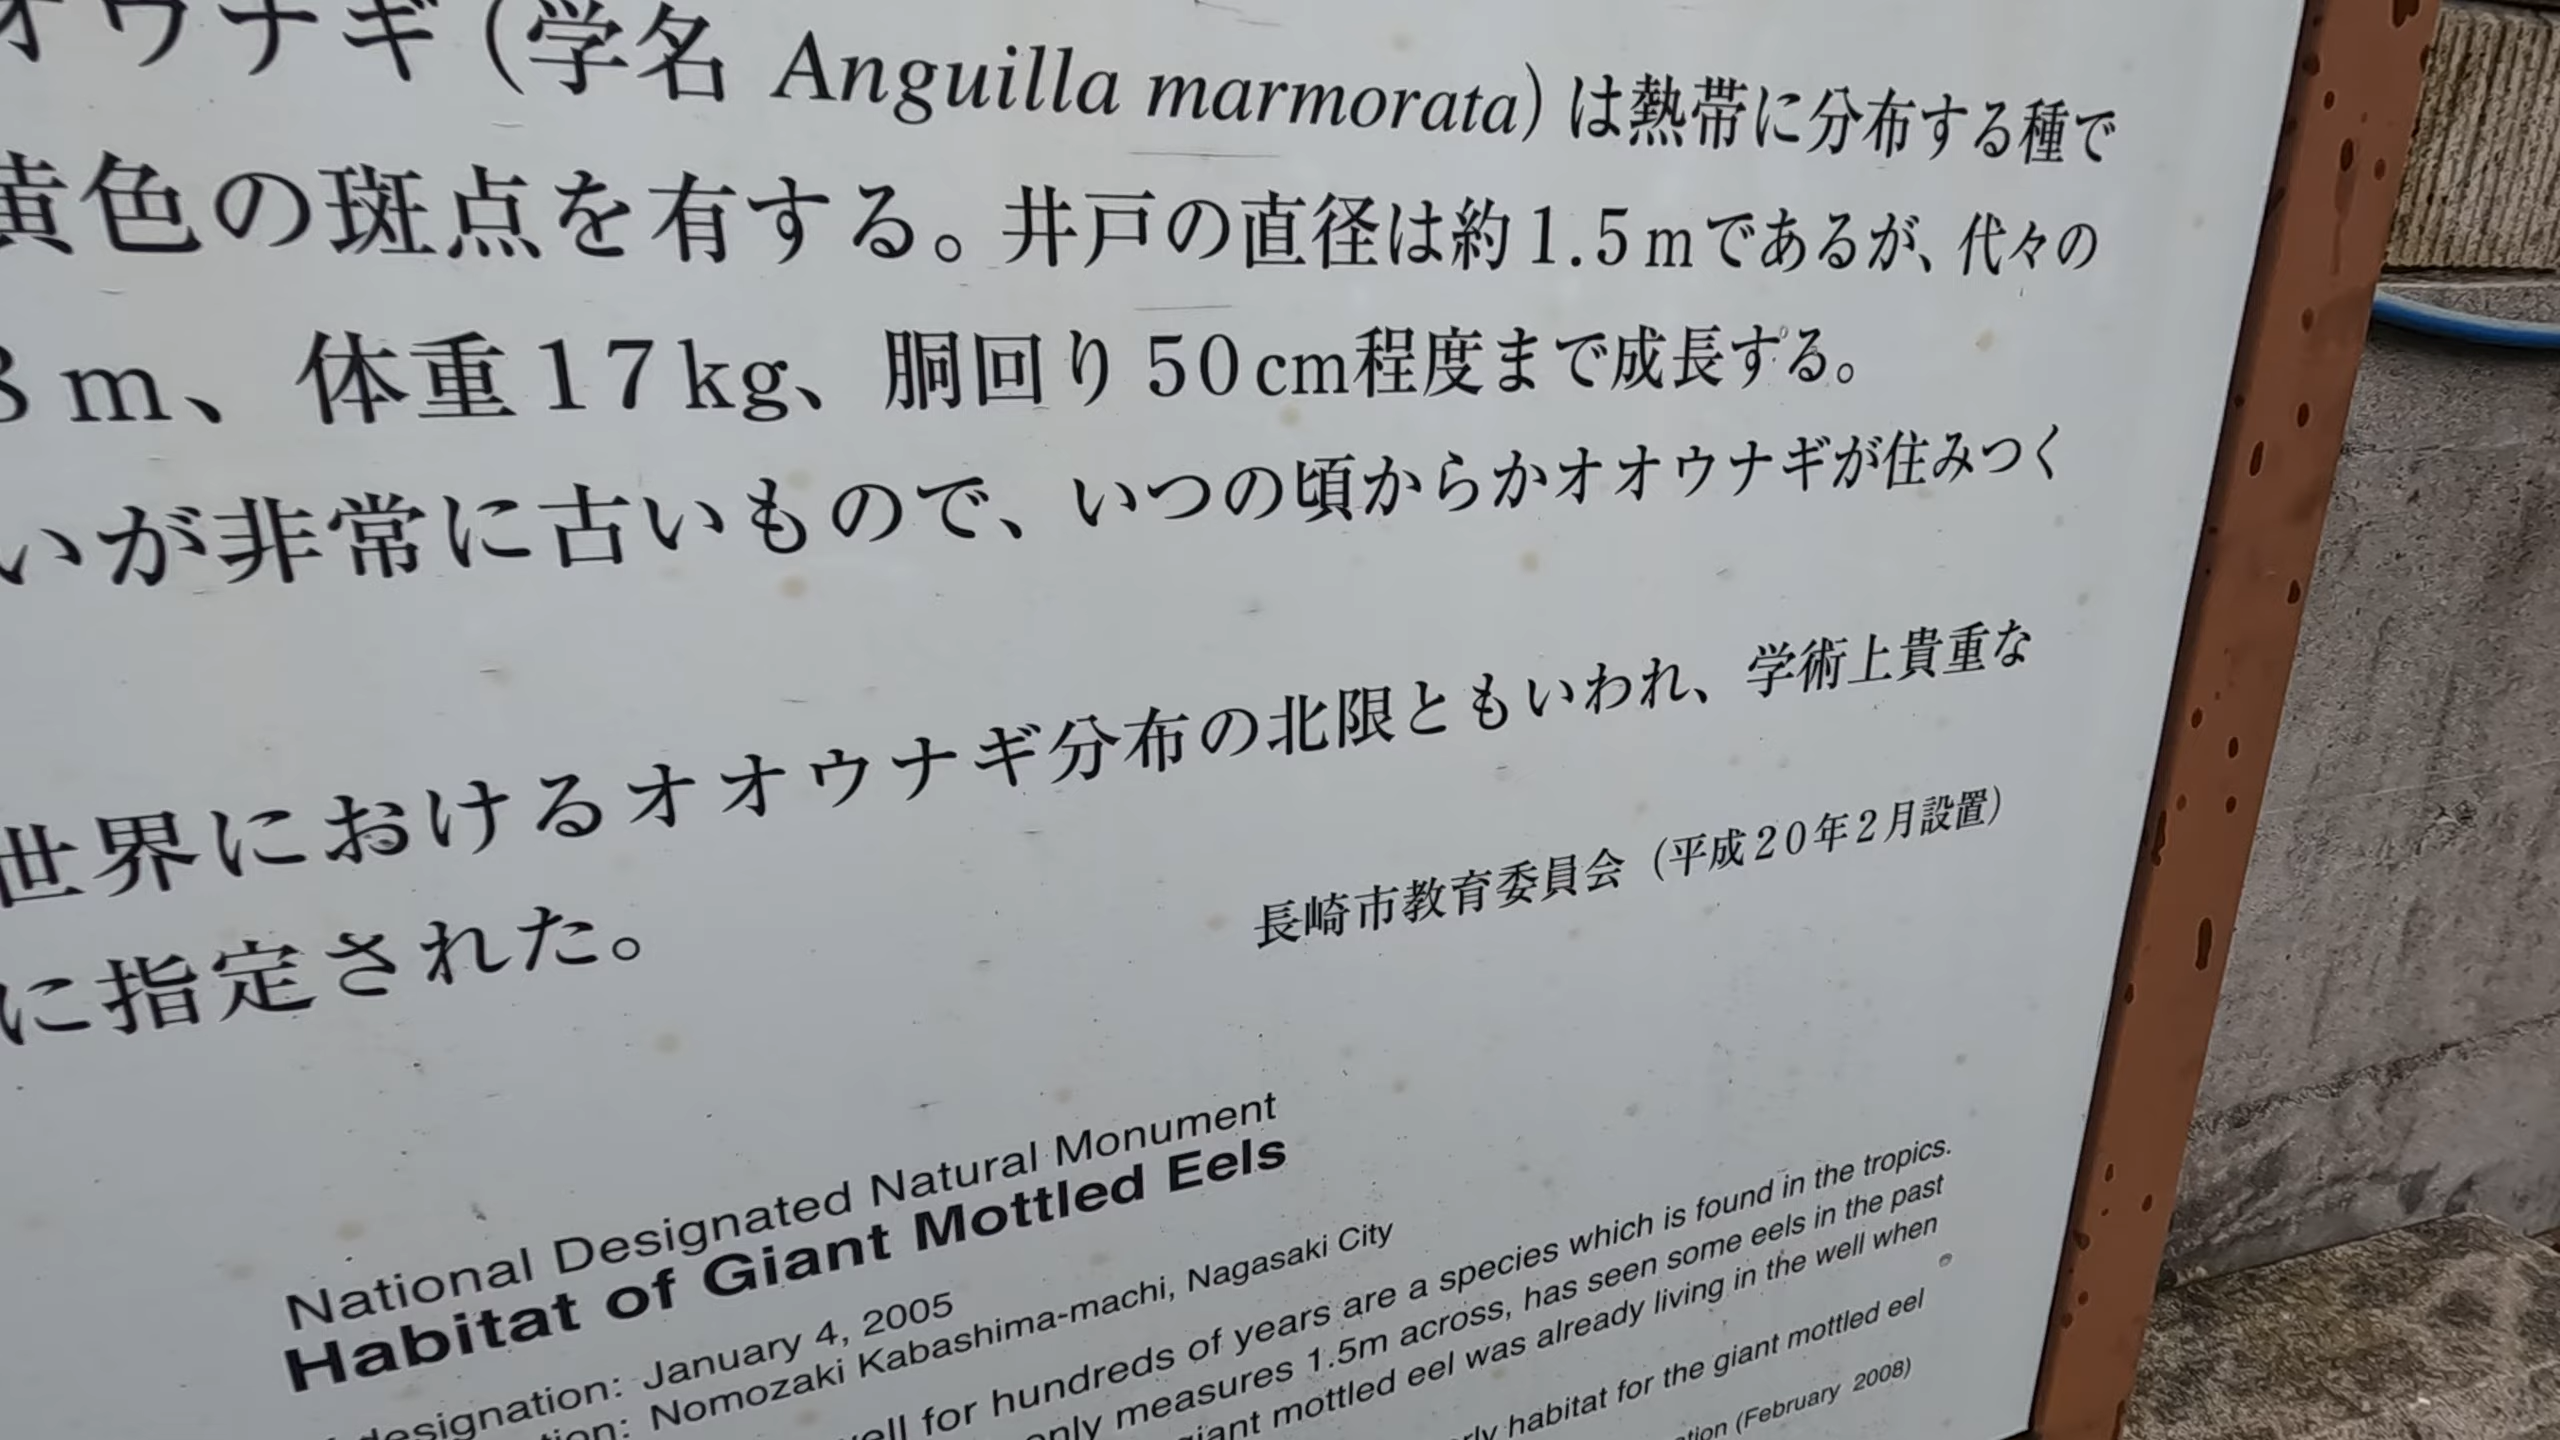 オウナギ(学名 Anguilla marmorata)は熱帯に分布する種で
黄色の斑点を有する。井戸の直径は約1.5mであるが、代々の
3m、体重17kg、胴回り50cm程度まで成長する。
いが非常に古いもので、いつの頃からかオオウナギが住みつく
世界におけるオオウナギ分布の北限ともいわれ、学術上貴重な
に指定された。
長崎市教育委員会(平成20年2月設置)
National Designated Natural Monument
Habitat of Giant Mottled Eels
designation: January 4, 2005
Nomozaki Kabashima-machi, Nagasaki City
for hundreds of years are a species which is found in the tropics.
only measures 1.5m across, has seen some eels in the past
giant mottled eel was already living in the well when
habitat for the giant mottled eel
(February 2008)